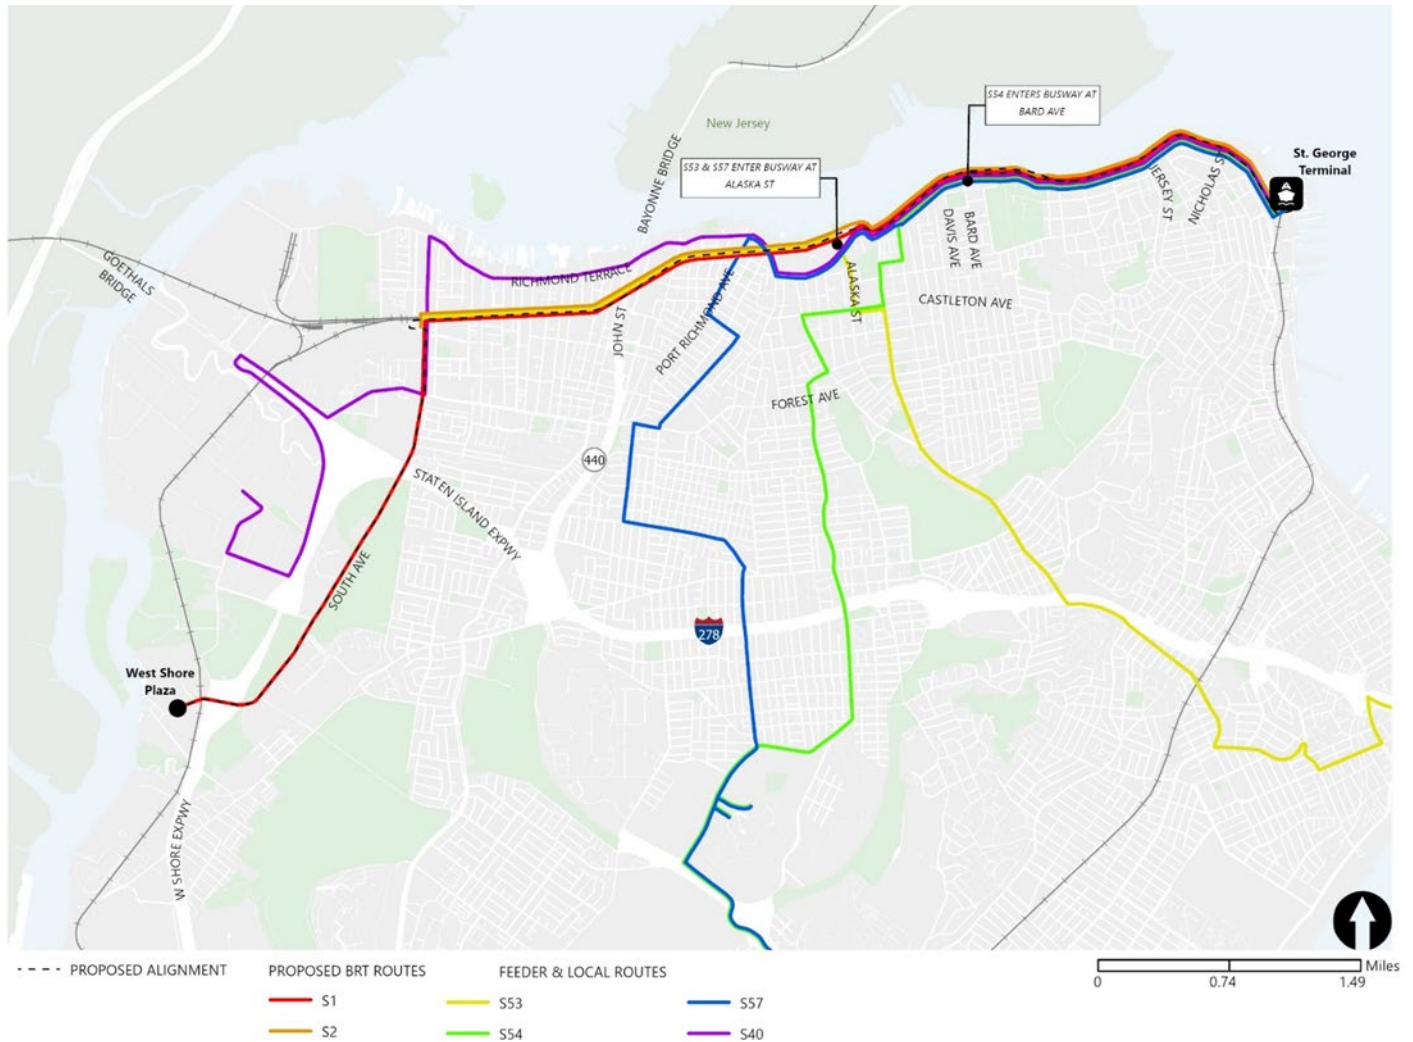 S54 ENTERS BUSWAY AT
BARD AVE
New Jersey
BAYONNE BRIDGE
S53 & S57 ENTER BUSWAY AT
ALASKA ST
St. George
Terminal
JERSEY ST
NICHOLAS ST
DAVIS AVE
BARD AVE
GOETHALS
BRIDGE
RICHMOND TERRACE
ALASKA ST
CASTLETON AVE
JOHN ST
PORT RICHMOND AVE
FOREST AVE
440
STATEN ISLAND EXPWY
SOUTH AVE
278
West Shore
Plaza
W SHORE EXPWY
PROPOSED ALIGNMENT
PROPOSED BRT ROUTES
S1
S2
FEEDER & LOCAL ROUTES
S53
S54
S57
S40
Miles
0
0.74
1.49